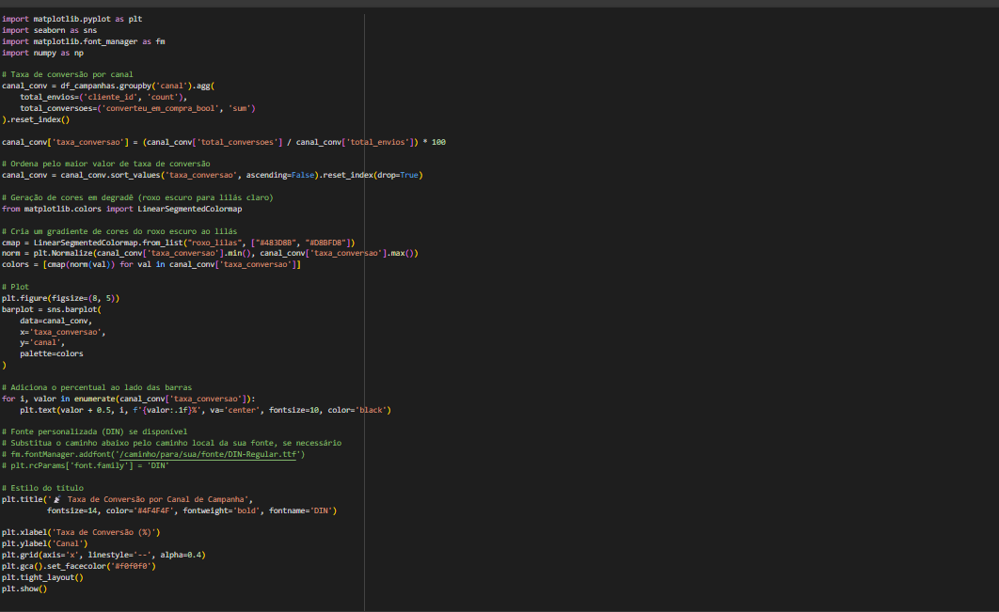 import matplotlib.pyplot as plt
import seaborn as sns
import matplotlib.font_manager as fm
import numpy as np

# Taxa de conversão por canal
canal_conv = df_campanhas.groupby('canal').agg(
    total_envios=('cliente_id', 'count'),
    total_conversoes=('converteu_em_compra_bool', 'sum')
).reset_index()

canal_conv['taxa_conversao'] = (canal_conv['total_conversoes'] / canal_conv['total_envios']) * 100

# Ordena pelo maior valor de taxa de conversão
canal_conv = canal_conv.sort_values('taxa_conversao', ascending=False).reset_index(drop=True)

# Geração de cores em degradê (roxo escuro para lilás claro)
from matplotlib.colors import LinearSegmentedColormap

# Cria um gradiente de cores do roxo escuro ao lilás
cmap = LinearSegmentedColormap.from_list("roxo_lilas", ["#483D8B", "#D8BFD8"])
norm = plt.Normalize(canal_conv['taxa_conversao'].min(), canal_conv['taxa_conversao'].max())
colors = [cmap(norm(val)) for val in canal_conv['taxa_conversao']]

# Plot
plt.figure(figsize=(8, 5))
barplot = sns.barplot(
    data=canal_conv,
    x='taxa_conversao',
    y='canal',
    palette=colors
)

# Adiciona o percentual ao lado das barras
for i, valor in enumerate(canal_conv['taxa_conversao']):
    plt.text(valor + 0.5, i, f'{valor:.1f}%', va='center', fontsize=10, color='black')

# Fonte personalizada (DIN) se disponível
# Substitua o caminho abaixo pelo caminho local da sua fonte, se necessário
# fm.fontManager.addfont('/caminho/para/sua/fonte/DIN-Regular.ttf')
# plt.rcParams['font.family'] = 'DIN'

# Estilo do título
plt.title('📡 Taxa de Conversão por Canal de Campanha',
          fontsize=14, color='#4F4F4F', fontweight='bold', fontname='DIN')

plt.xlabel('Taxa de Conversão (%)')
plt.ylabel('Canal')
plt.grid(axis='x', linestyle='--', alpha=0.4)
plt.gca().set_facecolor('#f0f0f0')
plt.tight_layout()
plt.show()